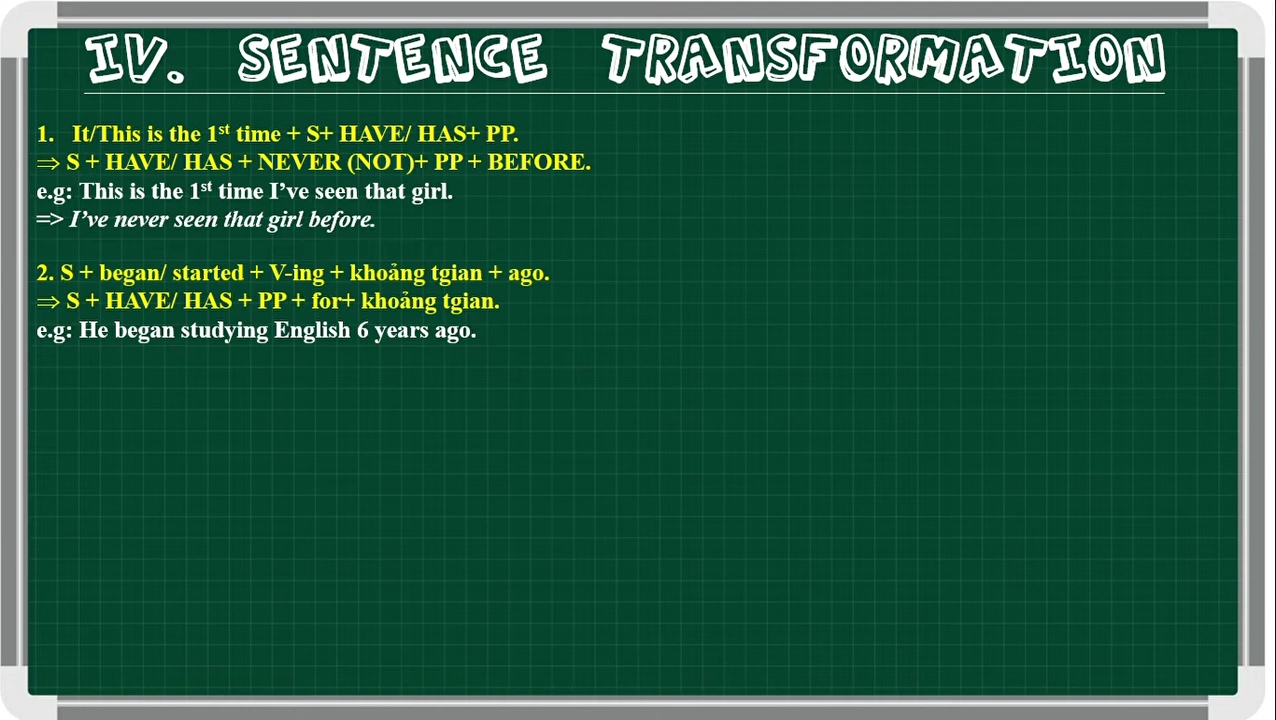 IV. SENTENCE TRANSFORMATION
1. It/This is the 1st time + S+ HAVE/ HAS+ PP.
⇒ S + HAVE/ HAS + NEVER (NOT)+ PP + BEFORE.
e.g: This is the 1st time I’ve seen that girl.
=> I’ve never seen that girl before.
2. S + began/ started + V-ing + khoảng tgian + ago.
⇒ S + HAVE/ HAS + PP + for+ khoảng tgian.
e.g: He began studying English 6 years ago.